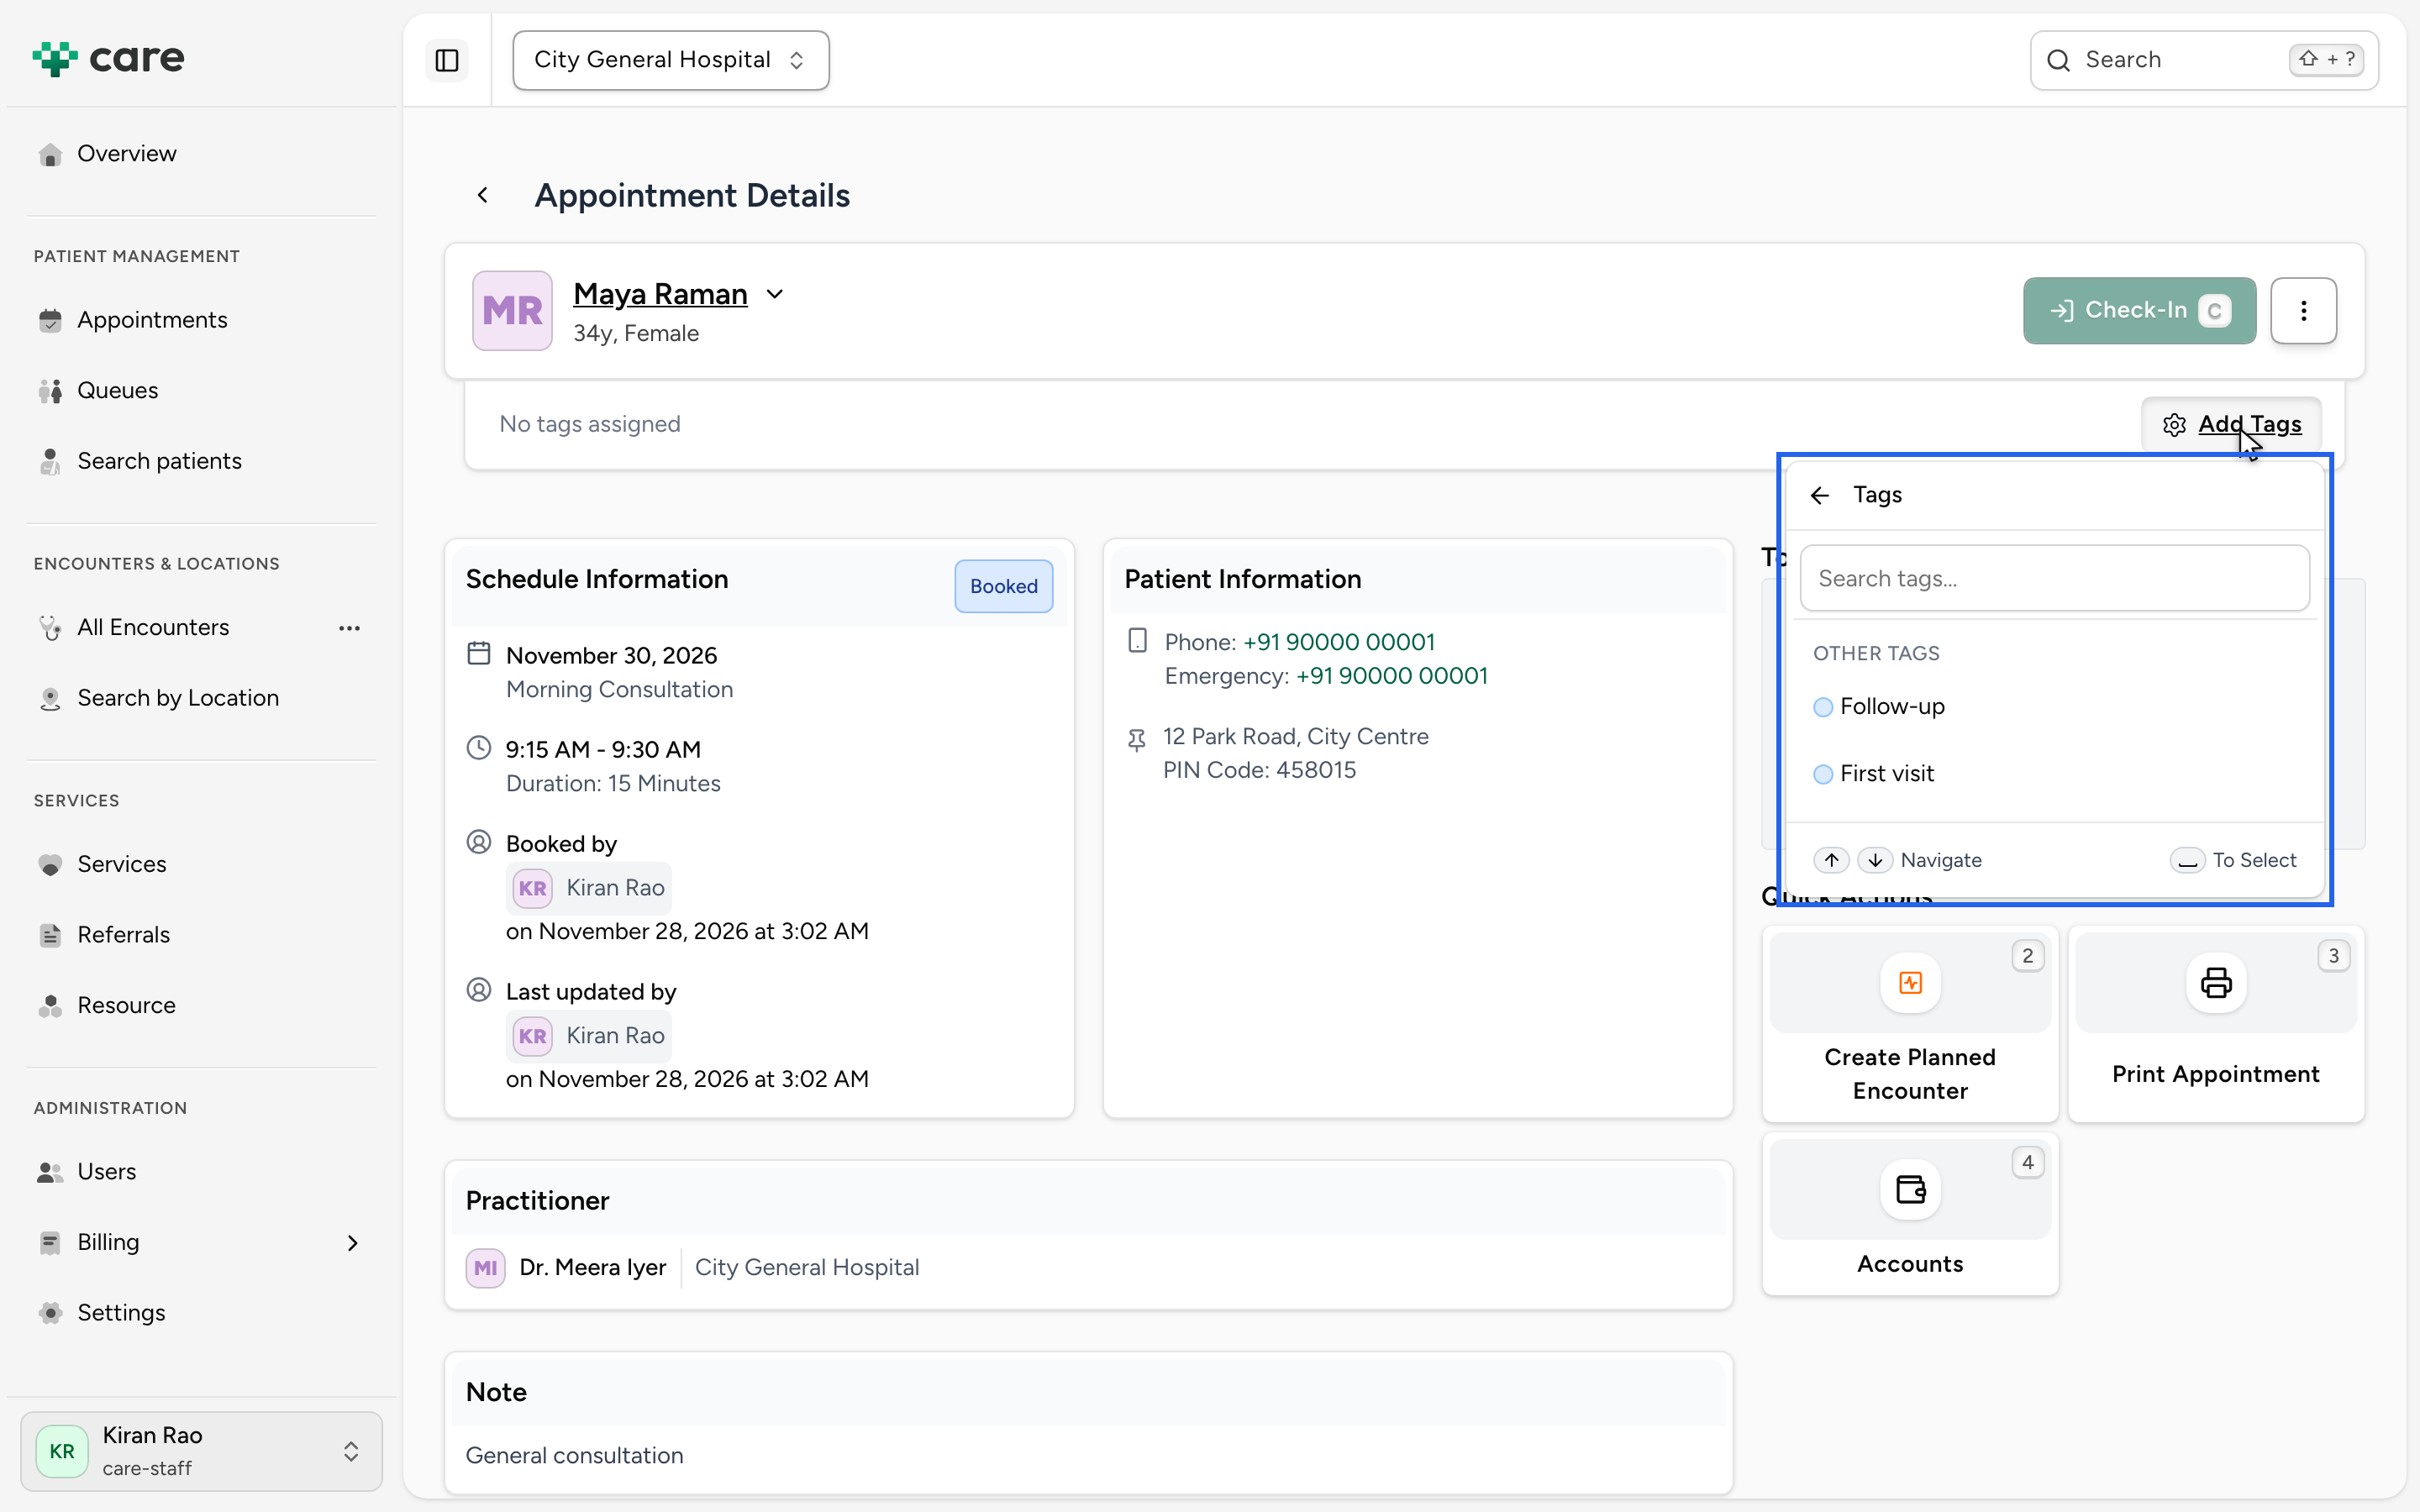 care
City General Hospital
Search
+ ?
Overview
PATIENT MANAGEMENT
Appointments
Queues
Search patients
ENCOUNTERS & LOCATIONS
All Encounters
Search by Location
SERVICES
Services
Referrals
Resource
ADMINISTRATION
Users
Billing
Settings
KR
Kiran Rao
care-staff
Appointment Details
MR
Maya Raman
34y, Female
Check-In C
No tags assigned
Add Tags
Schedule Information
Booked
November 30, 2026
Morning Consultation
9:15 AM - 9:30 AM
Duration: 15 Minutes
Booked by
KR Kiran Rao
on November 28, 2026 at 3:02 AM
Last updated by
KR Kiran Rao
on November 28, 2026 at 3:02 AM
Patient Information
Phone: +91 90000 00001
Emergency: +91 90000 00001
12 Park Road, City Centre
PIN Code: 458015
Tags
Search tags...
OTHER TAGS
Follow-up
First visit
Navigate
To Select
Quick Actions
2
Create Planned
Encounter
3
Print Appointment
4
Accounts
Practitioner
MI Dr. Meera Iyer City General Hospital
Note
General consultation